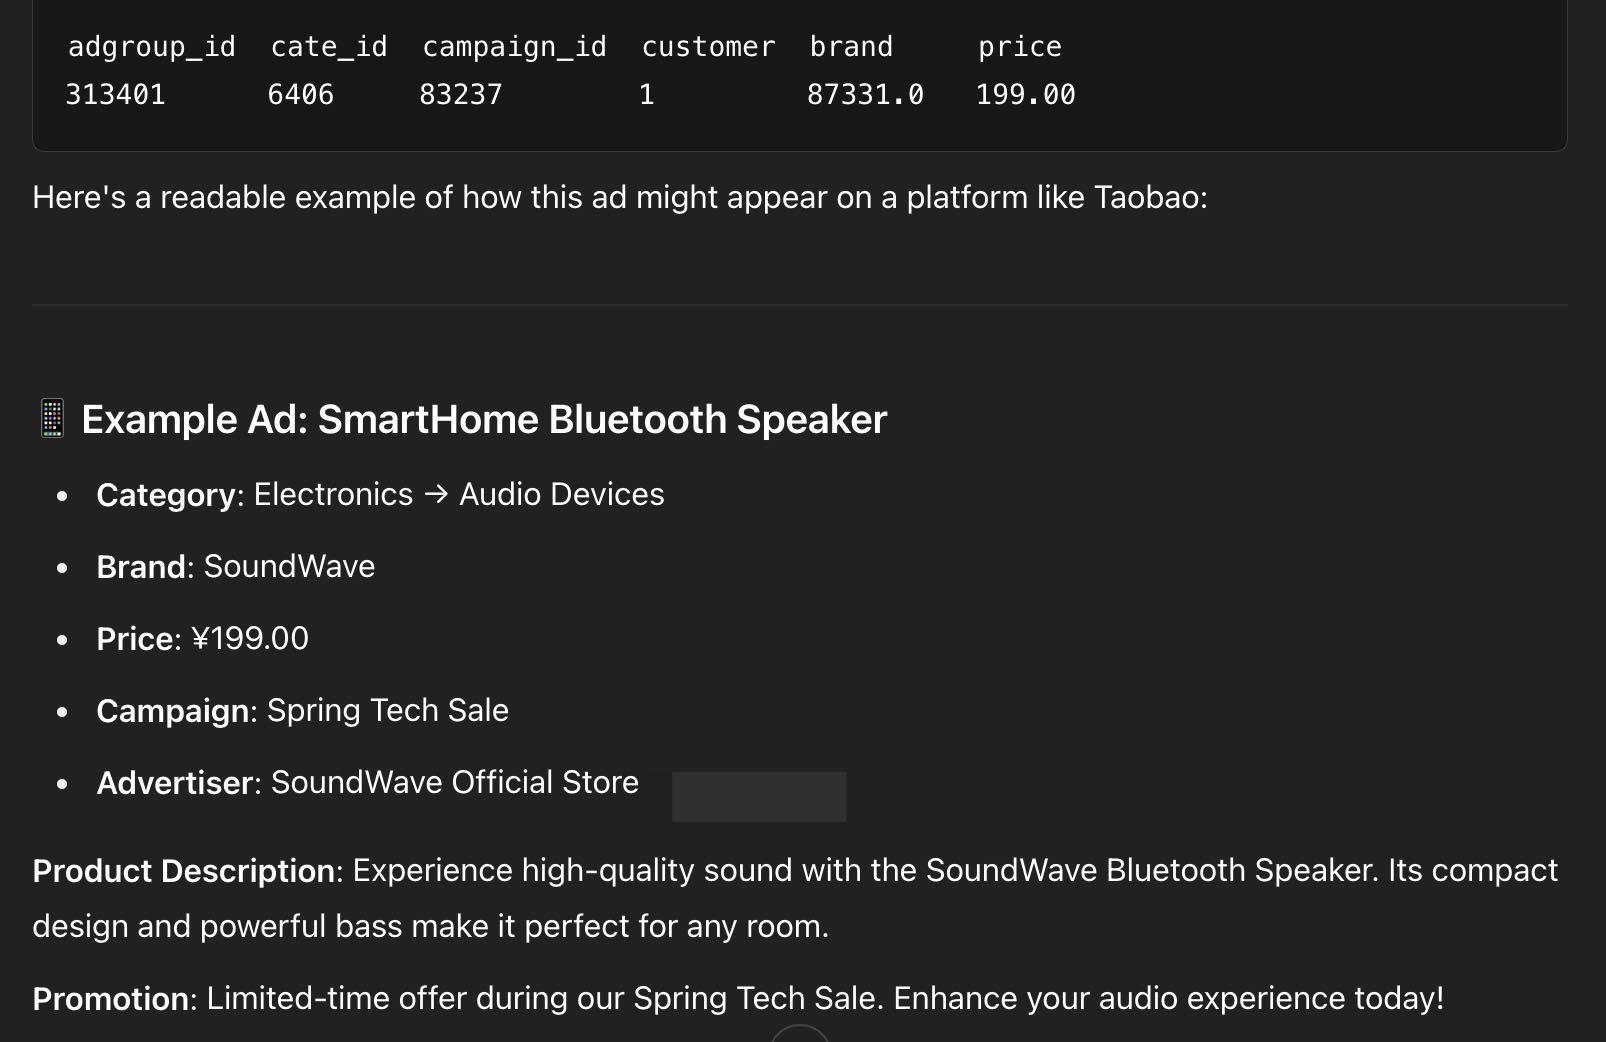 adgroup_id cate_id campaign_id customer brand price
313401 6406 83237 1 87331.0 199.00
Here's a readable example of how this ad might appear on a platform like Taobao:
Example Ad: SmartHome Bluetooth Speaker
• Category: Electronics → Audio Devices
• Brand: SoundWave
• Price: ¥199.00
• Campaign: Spring Tech Sale
• Advertiser: SoundWave Official Store
Product Description: Experience high-quality sound with the SoundWave Bluetooth Speaker. Its compact
design and powerful bass make it perfect for any room.
Promotion: Limited-time offer during our Spring Tech Sale. Enhance your audio experience today!